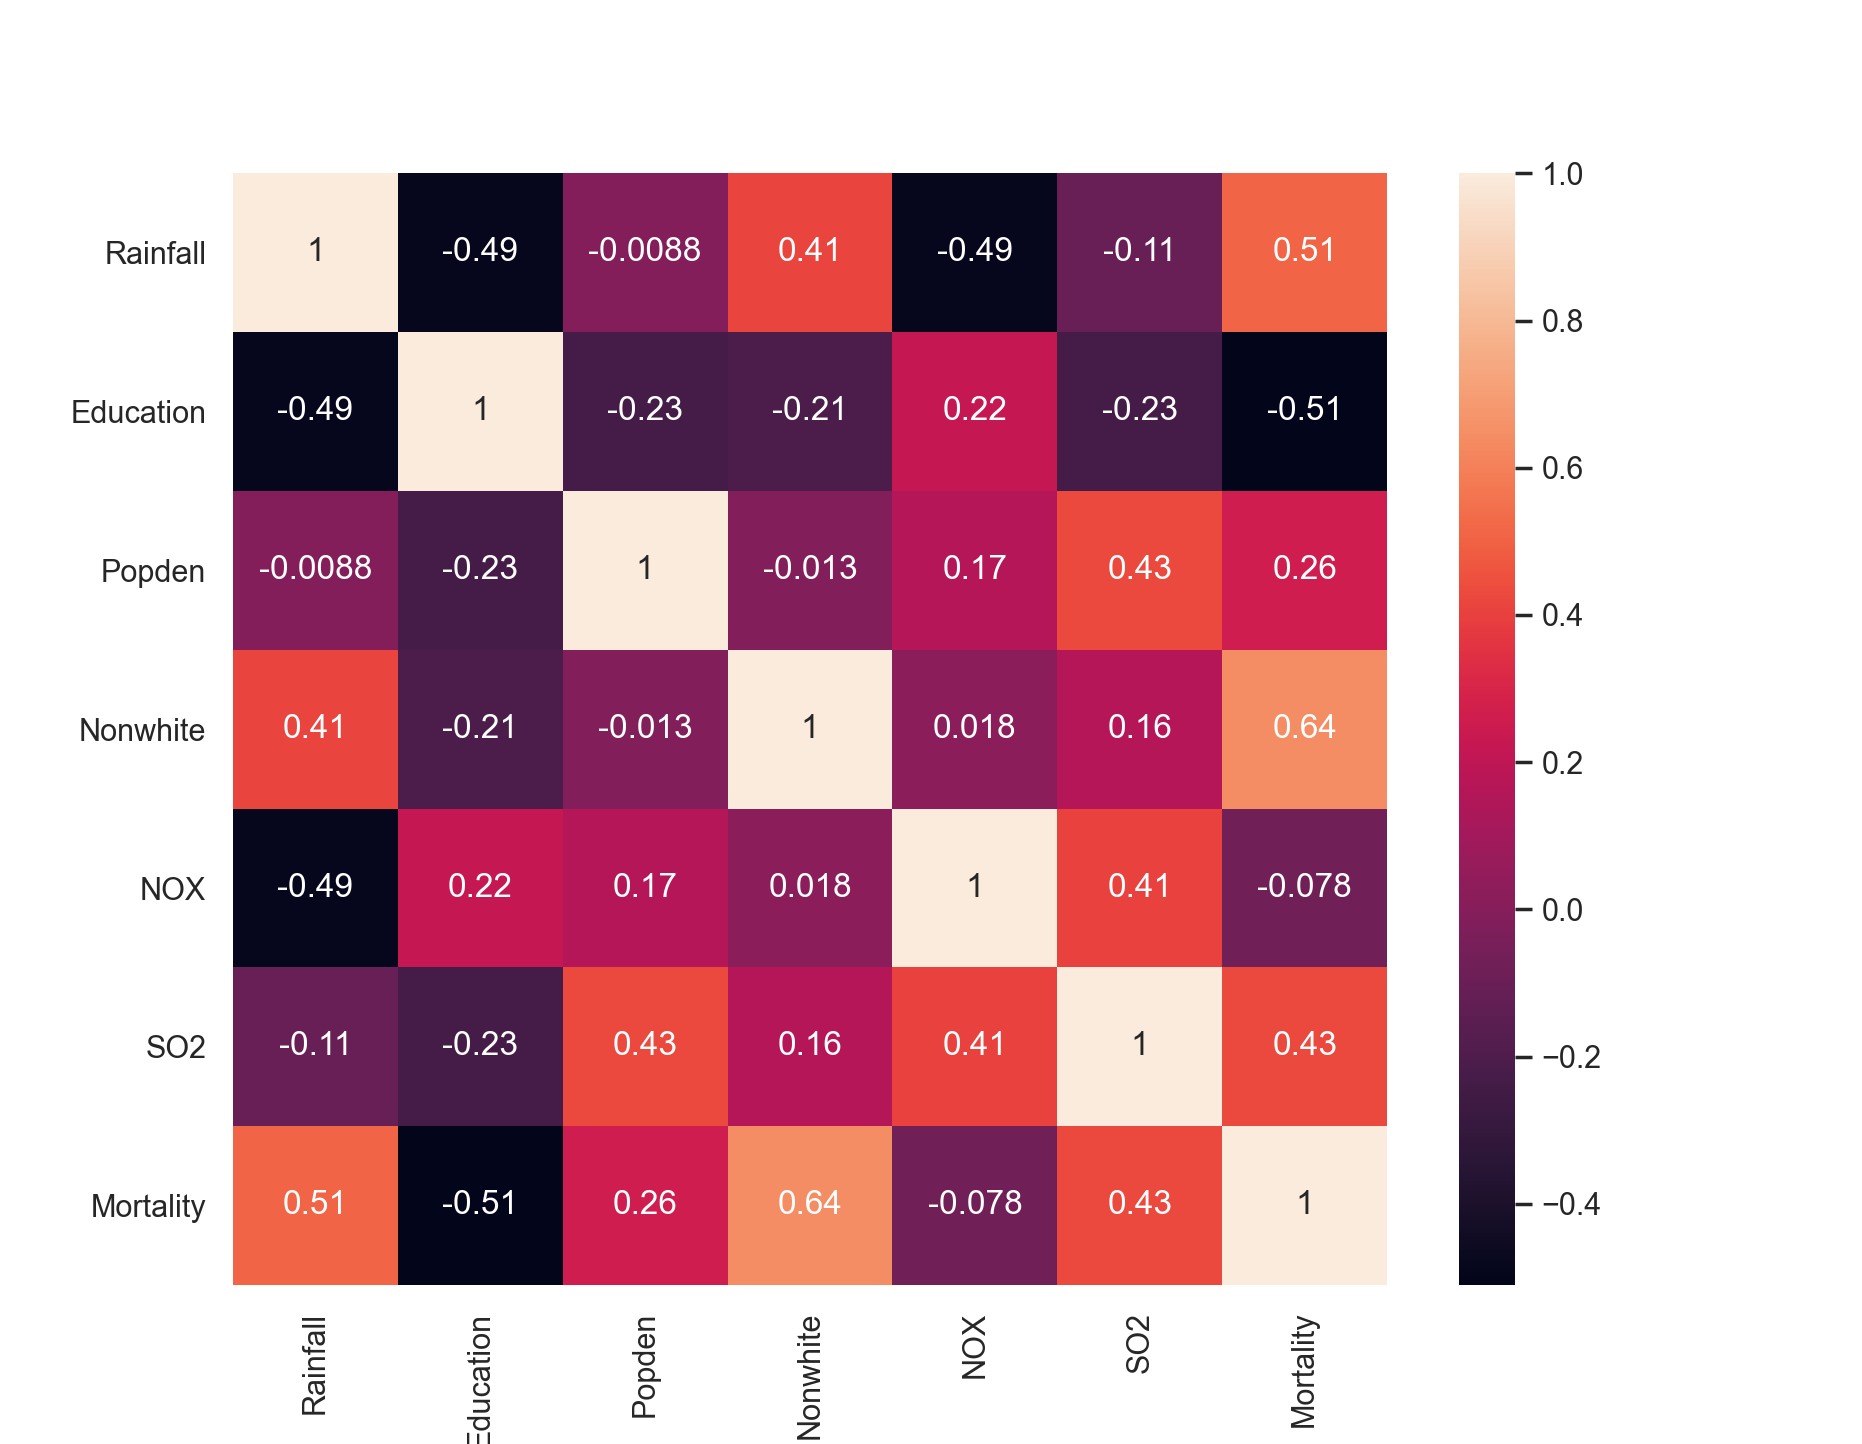 Rainfall 1 -0.49 -0.0088 0.41 -0.49 -0.11 0.51
Education -0.49 1 -0.23 -0.21 0.22 -0.23 -0.51
Popden -0.0088 -0.23 1 -0.013 0.17 0.43 0.26
Nonwhite 0.41 -0.21 -0.013 1 0.018 0.16 0.64
NOX -0.49 0.22 0.17 0.018 1 0.41 -0.078
SO2 -0.11 -0.23 0.43 0.16 0.41 1 0.43
Mortality 0.51 -0.51 0.26 0.64 -0.078 0.43 1
Rainfall Education Popden Nonwhite NOX SO2 Mortality
1.0
0.8
0.6
0.4
0.2
0.0
−0.2
−0.4